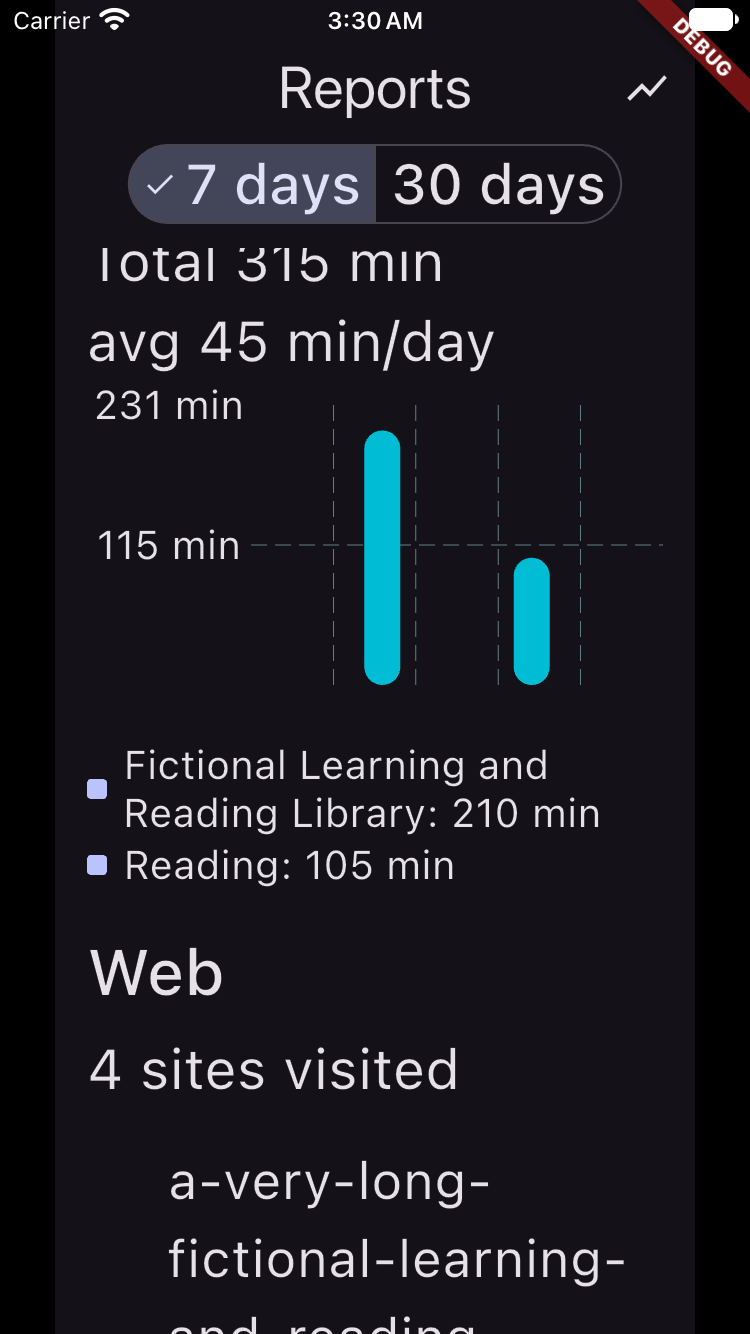 Carrier 3:30 AM
DEBUG
Reports
7 days 30 days
Total 315 min
avg 45 min/day
231 min
115 min
Fictional Learning and
Reading Library: 210 min
Reading: 105 min
Web
4 sites visited
a-very-long-
fictional-learning-
and-reading